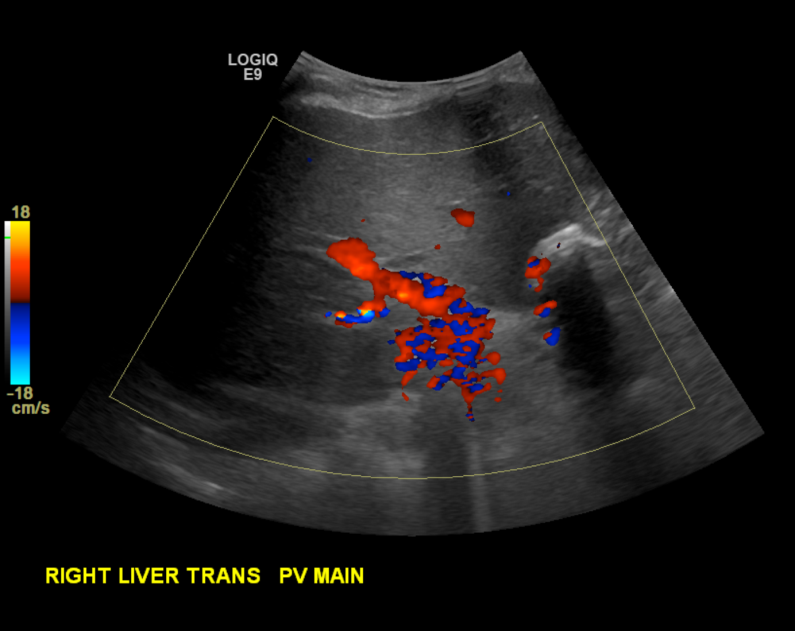 LOGIQ
E9
18
-18
cm/s
RIGHT LIVER TRANS PV MAIN